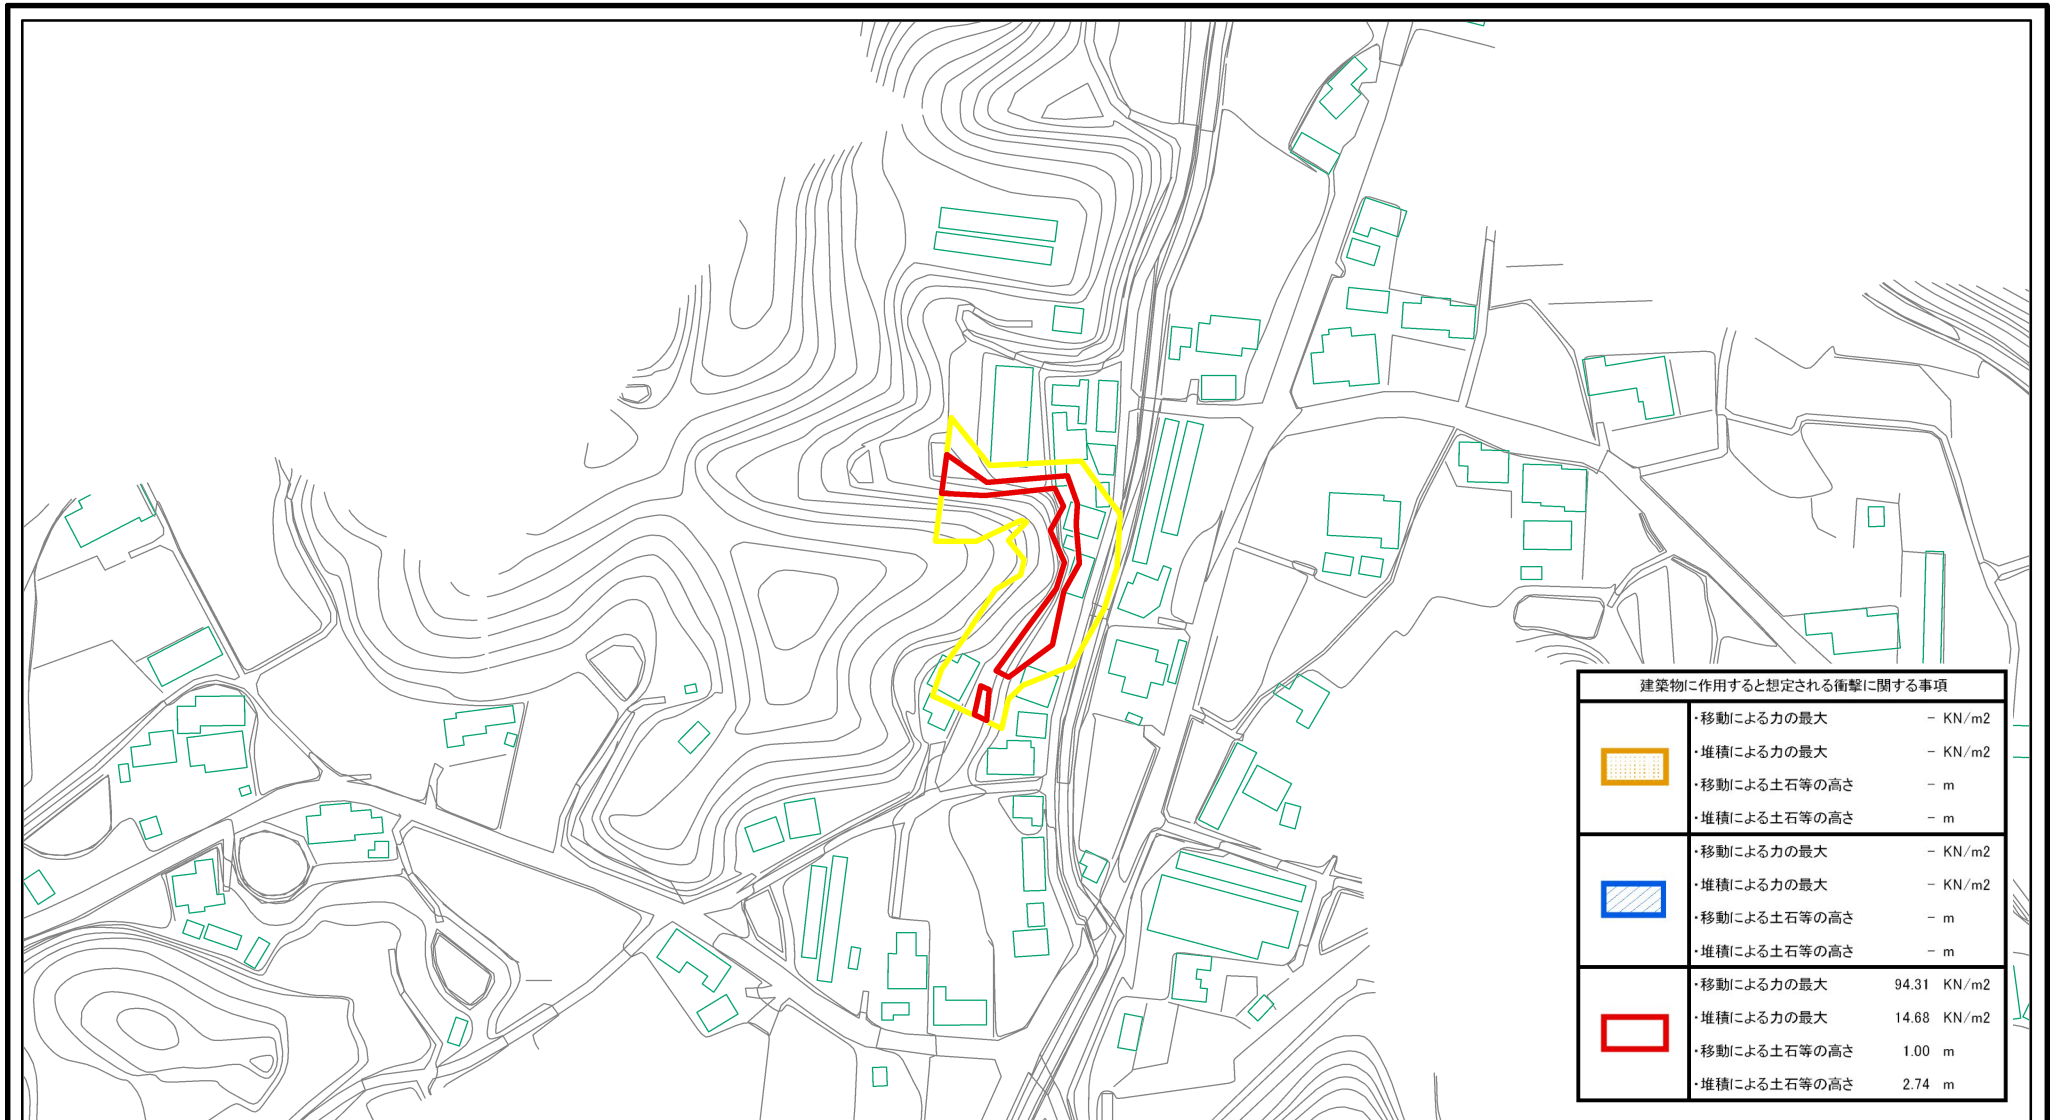 建築物に作用すると想定される衝撃に関する事項
・移動による力の最大 - KN/m2
・堆積による力の最大 - KN/m2
・移動による土石等の高さ - m
・堆積による土石等の高さ - m
・移動による力の最大 - KN/m2
・堆積による力の最大 - KN/m2
・移動による土石等の高さ - m
・堆積による土石等の高さ - m
・移動による力の最大 94.31 KN/m2
・堆積による力の最大 14.68 KN/m2
・移動による土石等の高さ 1.00 m
・堆積による土石等の高さ 2.74 m